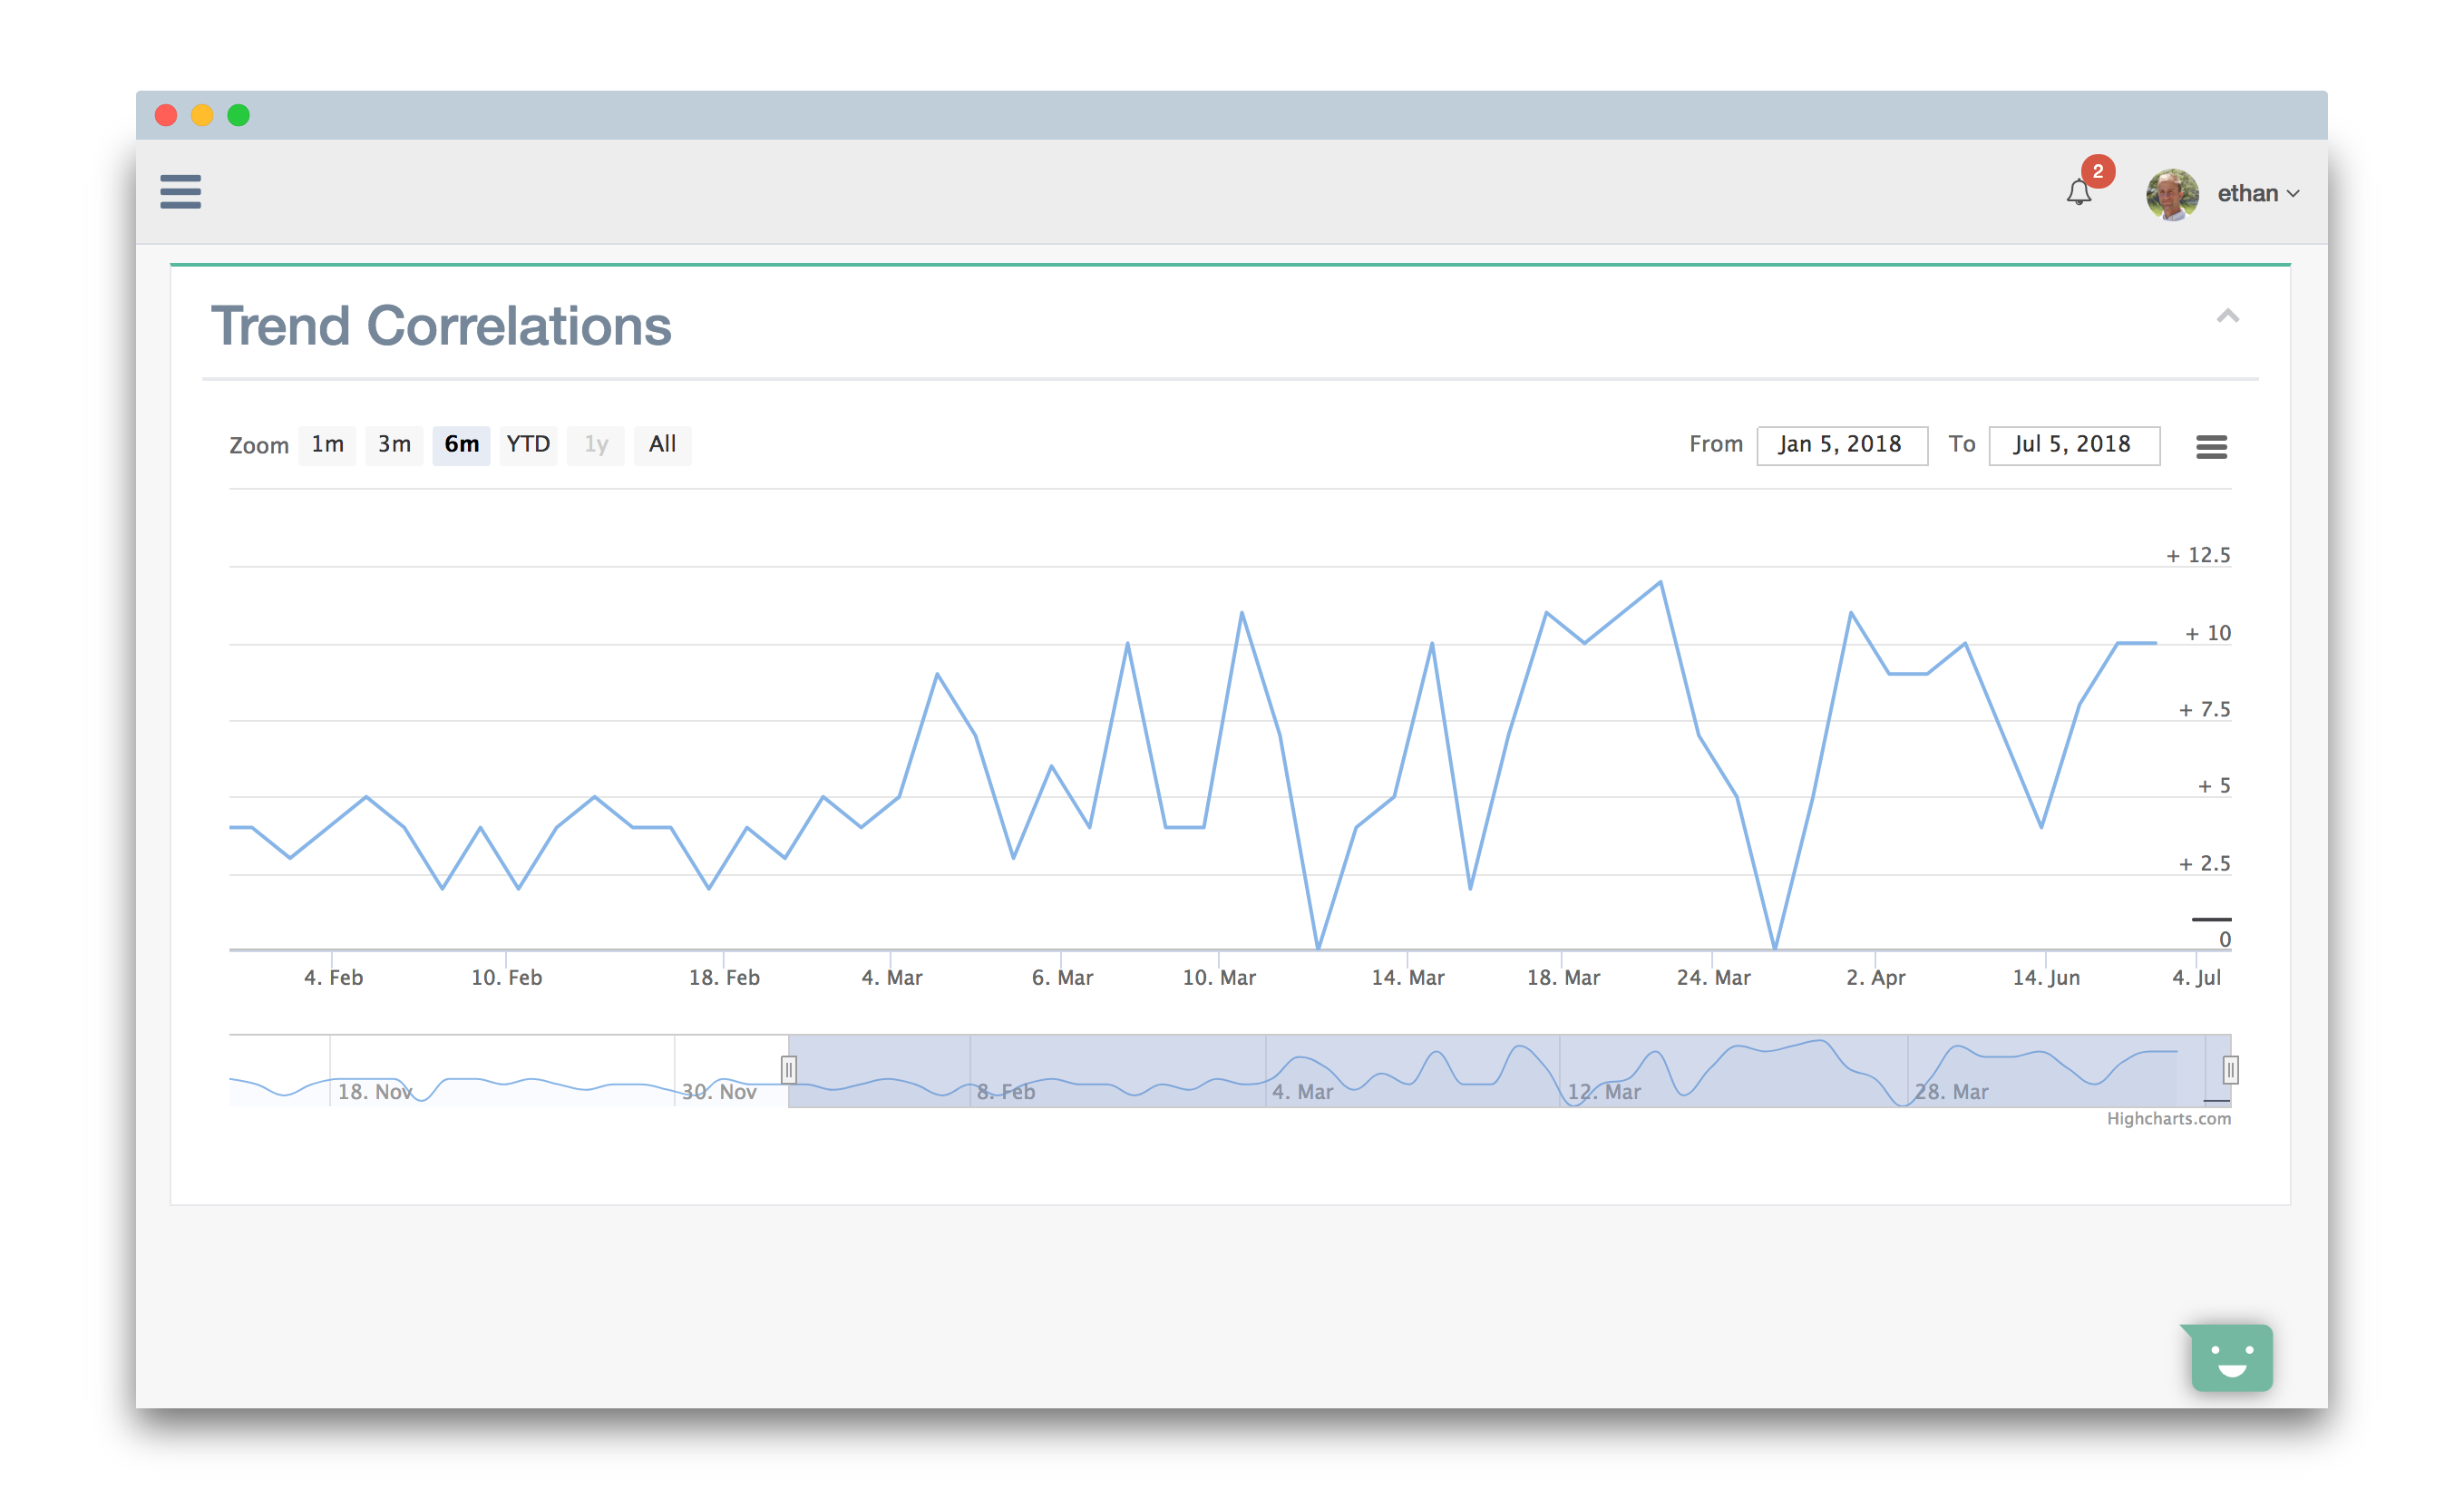 2
ethan
Trend Correlations
Zoom 1m 3m 6m YTD 1y All From Jan 5, 2018 To Jul 5, 2018
+ 12.5
+ 10
+ 7.5
+ 5
+ 2.5
0
4. Feb 10. Feb 18. Feb 4. Mar 6. Mar 10. Mar 14. Mar 18. Mar 24. Mar 2. Apr 14. Jun 4. Jul
18. Nov 30. Nov 8. Feb 4. Mar 12. Mar 28. Mar
Highcharts.com